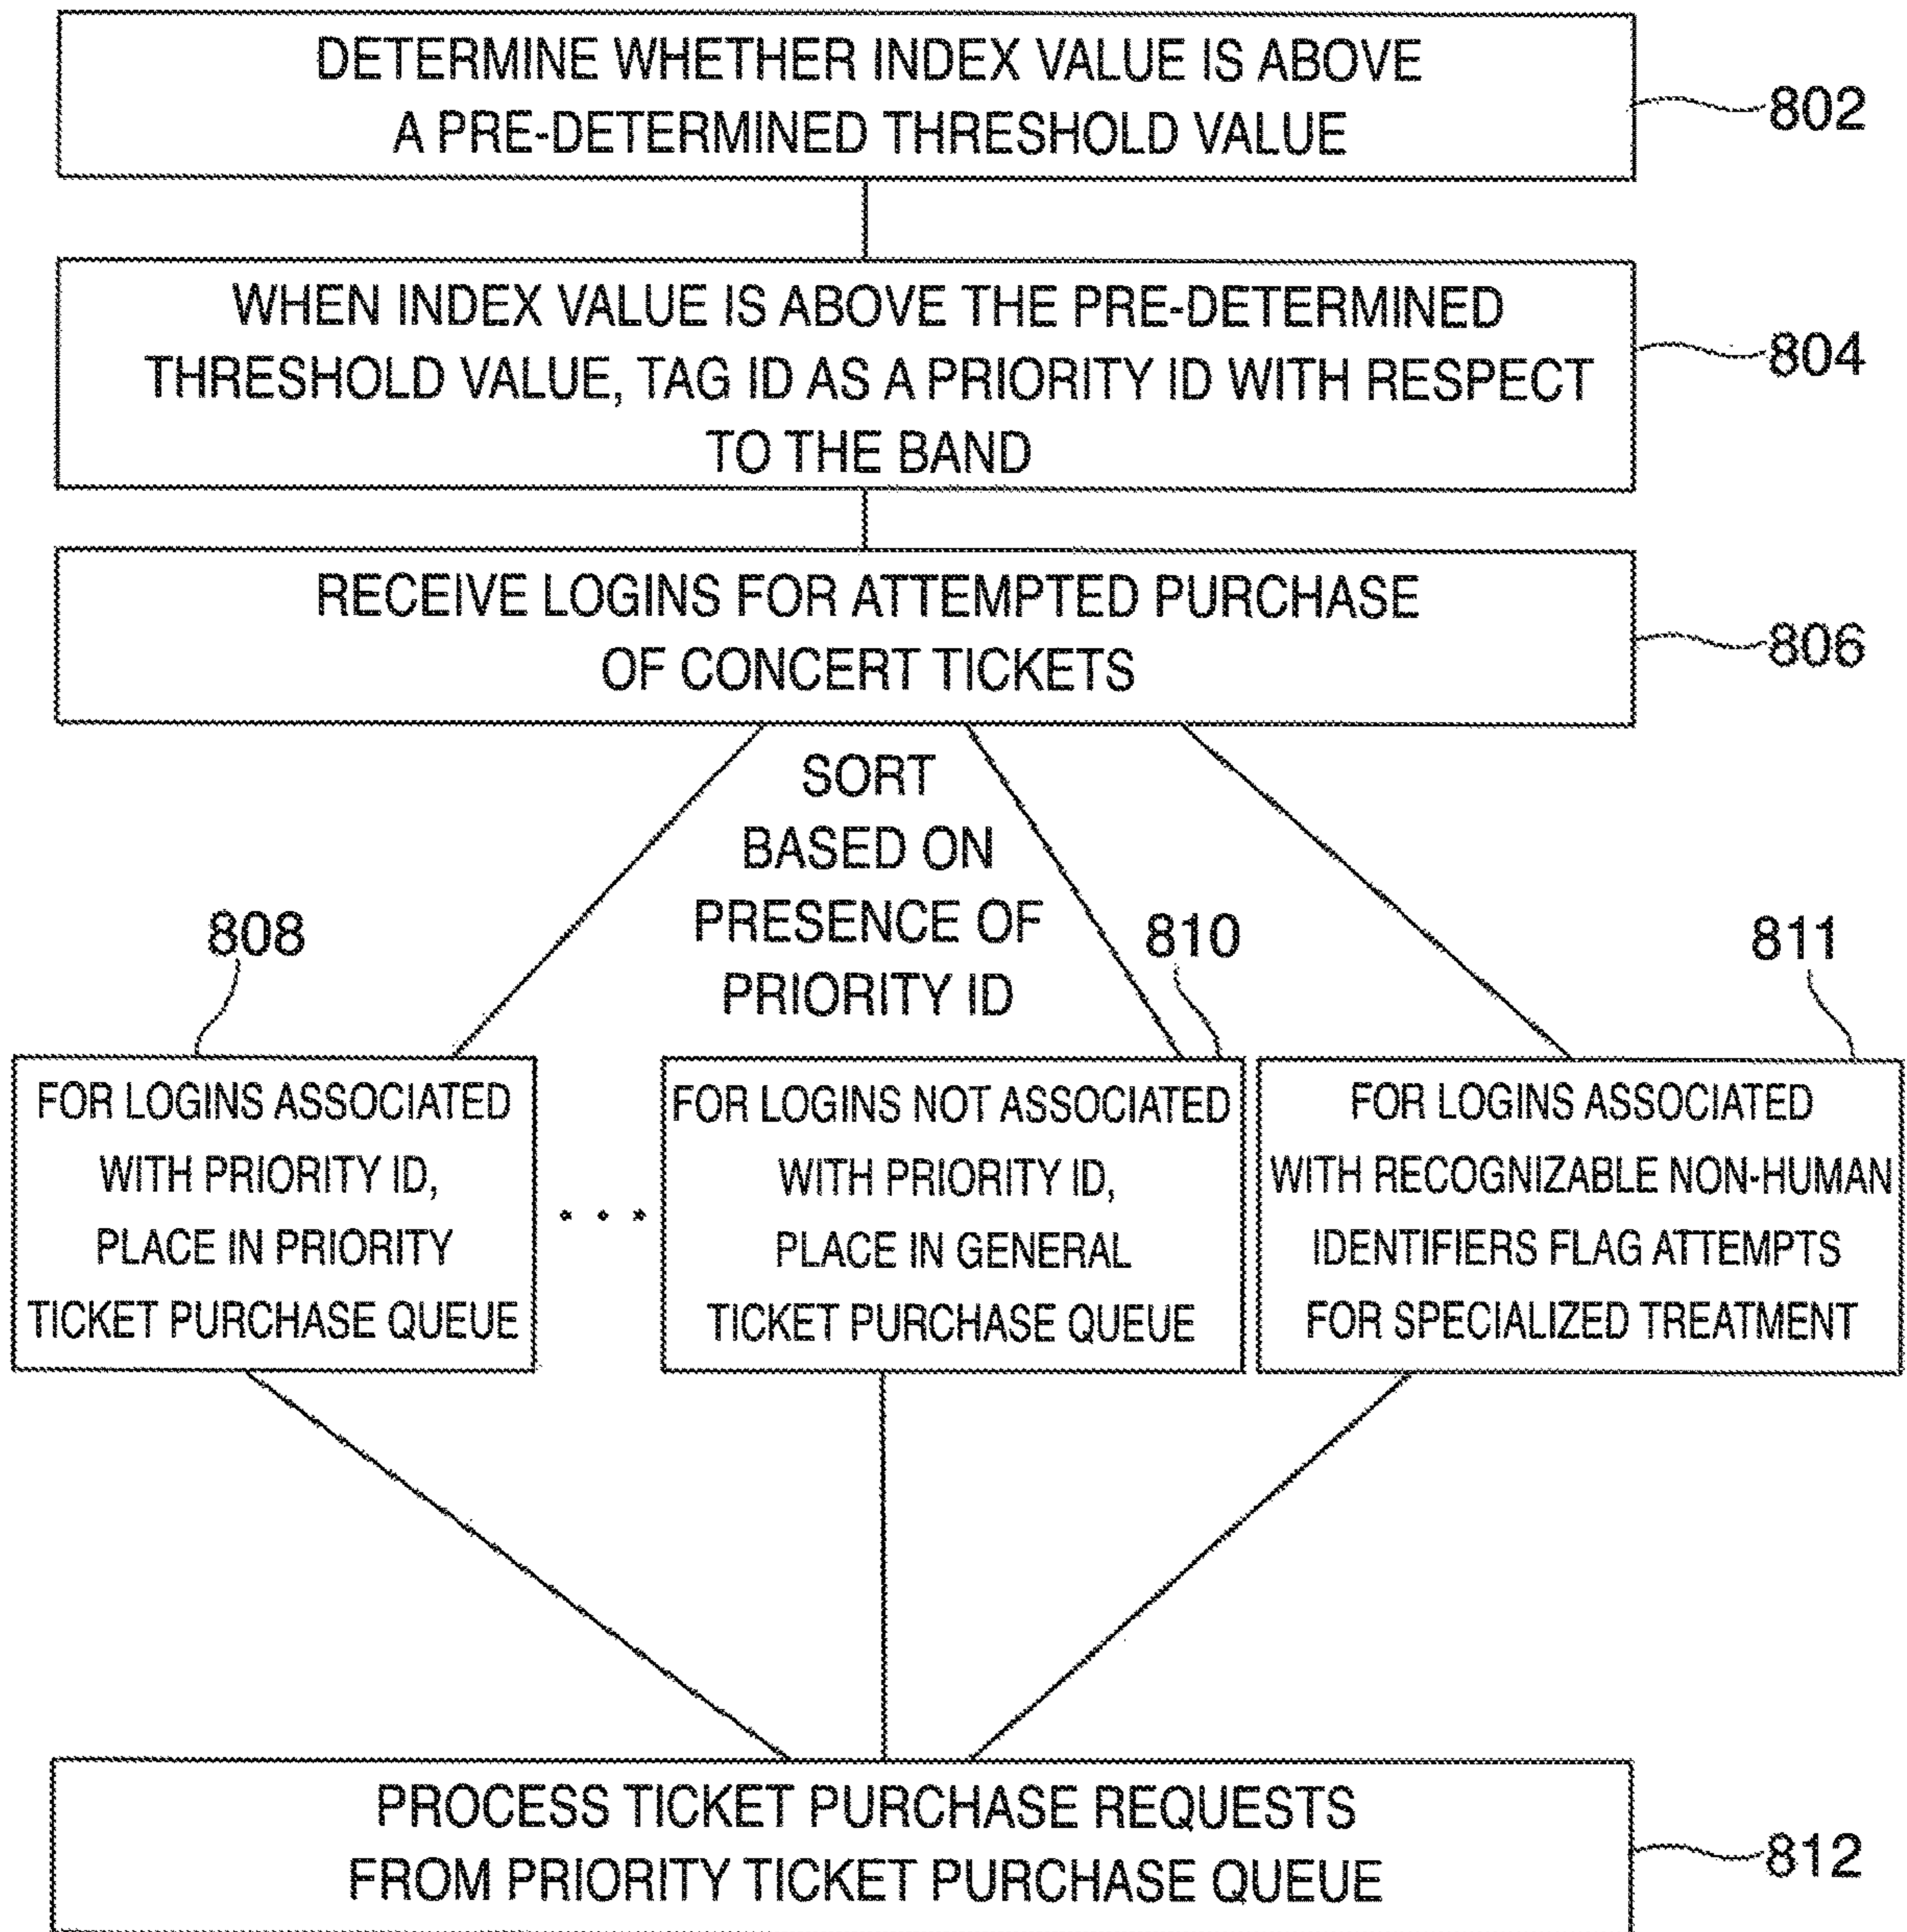 DETERMINE WHETHER INDEX VALUE IS ABOVE
A PRE-DETERMINED THRESHOLD VALUE
802
WHEN INDEX VALUE IS ABOVE THE PRE-DETERMINED
THRESHOLD VALUE, TAG ID AS A PRIORITY ID WITH RESPECT
TO THE BAND
804
RECEIVE LOGINS FOR ATTEMPTED PURCHASE
OF CONCERT TICKETS
806
SORT
BASED ON
PRESENCE OF
PRIORITY ID
808
FOR LOGINS ASSOCIATED
WITH PRIORITY ID,
PLACE IN PRIORITY
TICKET PURCHASE QUEUE
. . .
810
FOR LOGINS NOT ASSOCIATED
WITH PRIORITY ID,
PLACE IN GENERAL
TICKET PURCHASE QUEUE
811
FOR LOGINS ASSOCIATED
WITH RECOGNIZABLE NON-HUMAN
IDENTIFIERS FLAG ATTEMPTS
FOR SPECIALIZED TREATMENT
PROCESS TICKET PURCHASE REQUESTS
FROM PRIORITY TICKET PURCHASE QUEUE
812